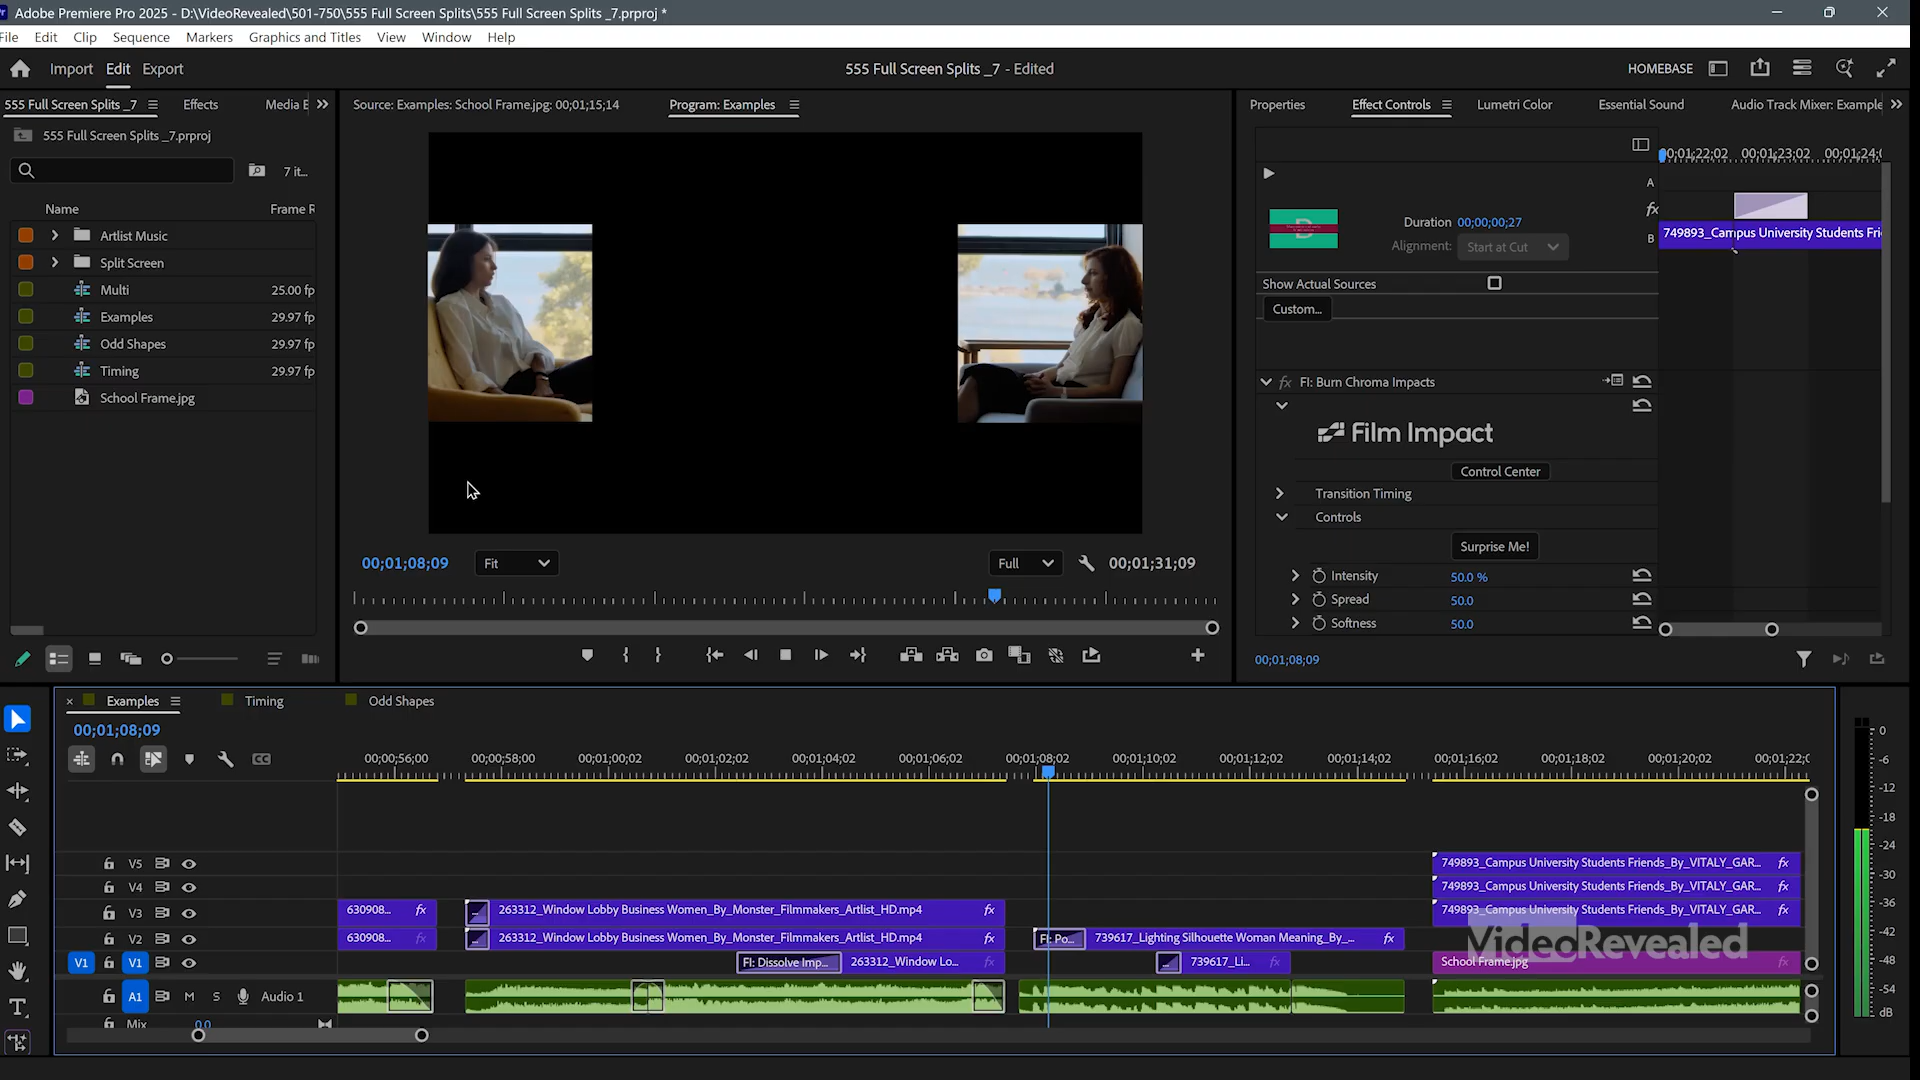 Adobe Premiere Pro 2025 - D:\VideoRevealed\501-750\555 Full Screen Splits\555 Full Screen Splits _7.prproj *
File Edit Clip Sequence Markers Graphics and Titles View Window Help
Import Edit Export
555 Full Screen Splits _7 - Edited
HOMEBASE
555 Full Screen Splits _7
Effects
Media E
Source: Examples: School Frame.jpg: 00;01;15;14
Program: Examples
Properties
Effect Controls
Lumetri Color
Essential Sound
Audio Track Mixer: Example
555 Full Screen Splits _7.prproj
7 it...
Name
Frame R
Artlist Music
Split Screen
Multi 25.00 fp
Examples 29.97 fp
Odd Shapes 29.97 fp
Timing 29.97 fp
School Frame.jpg
00;01;08;09
Fit
Full
00;01;31;09
0;01;22;02 00;01;23;02 00;01;24;0
A
fx
B
749893_Campus University Students Frie
D
Duration 00;00;00;27
Alignment: Start at Cut
Show Actual Sources
Custom...
fx FI: Burn Chroma Impacts
Film Impact
Control Center
Transition Timing
Controls
Surprise Me!
Intensity 50.0 %
Spread 50.0
Softness 50.0
00;01;08;09
Examples
Timing
Odd Shapes
00;01;08;09
CC
00;00;56;00 00;00;58;00 00;01;00;02 00;01;02;02 00;01;04;02 00;01;06;02 00;01;08;02 00;01;10;02 00;01;12;02 00;01;14;02 00;01;16;02 00;01;18;02 00;01;20;02 00;01;22;0
V5
749893_Campus University Students Friends_By_VITALY_GAR... fx
V4
749893_Campus University Students Friends_By_VITALY_GAR... fx
V3
630908... fx
... 263312_Window Lobby Business Women_By_Monster_Filmmakers_Artlist_HD.mp4 fx
749893_Campus University Students Friends_By_VITALY_GAR... fx
V2
630908... fx
... 263312_Window Lobby Business Women_By_Monster_Filmmakers_Artlist_HD.mp4 fx
FI: Po... 739617_Lighting Silhouette Woman Meaning_By_... fx
VideoRevealed
V1 V1
FI: Dissolve Imp... 263312_Window Lo... fx
... 739617_Li... fx
School Frame.jpg fx
A1 M S Audio 1
Mix 0.0
0
-6
-12
-18
-24
-30
-36
-42
-48
-54
dB